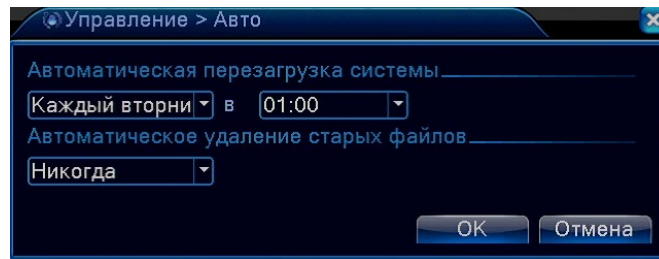 Управление > Авто
Автоматическая перезагрузка системы
Каждый вторни в 01:00
Автоматическое удаление старых файлов
Никогда
OK Отмена